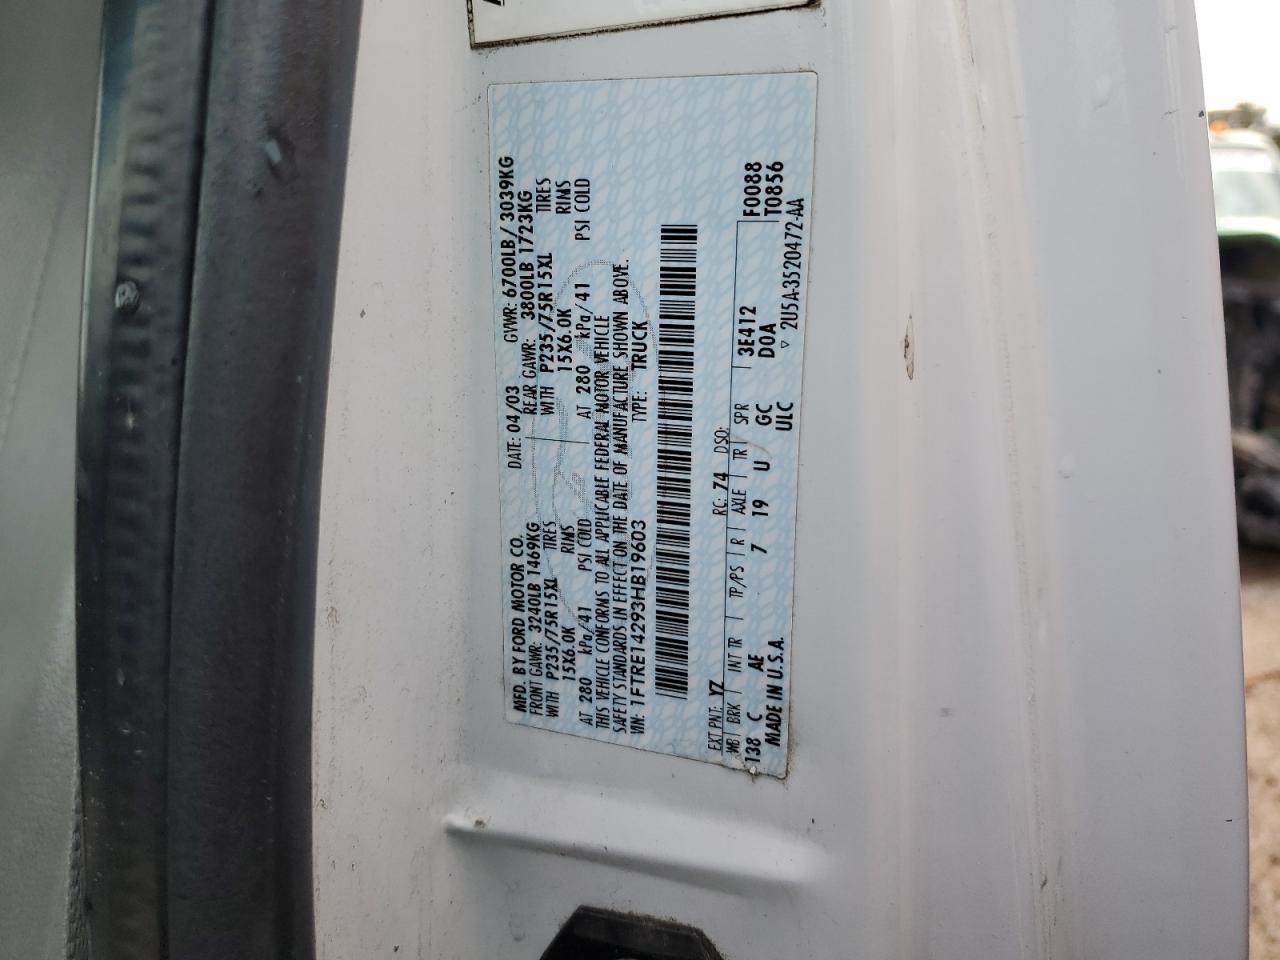 MFD. BY FORD MOTOR CO.
DATE: 04/03 GVWR: 6700LB/ 3039KG
FRONT GAWR: 3240LB 1469KG REAR GAWR: 3800LB 1723KG
WITH P235/75R15XL TIRES WITH P235/75R15XL TIRES
15X6.0K RIMS 15X6.0K RIMS
AT 280 kPa/41 PSI COLD AT 280 kPa/41 PSI COLD
THIS VEHICLE CONFORMS TO ALL APPLICABLE FEDERAL MOTOR VEHICLE
SAFETY STANDARDS IN EFFECT ON THE DATE OF MANUFACTURE SHOWN ABOVE.
VIN: 1FTRE14293HB19603 TYPE: TRUCK
F0088
T0856
EXT PNT: YZ RC: 74 DSO:
WB BRK INT TR TP/PS R AXLE TR SPR 3E412
138 C AE 7 19 U GC DOA
MADE IN U.S.A. ULC ▽ 2U5A-3520472-AA